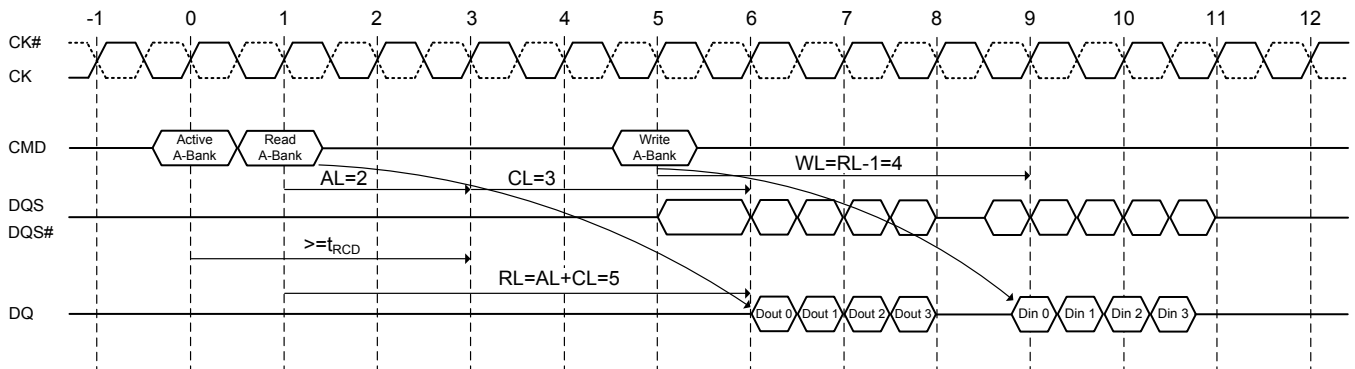 -1 0 1 2 3 4 5 6 7 8 9 10 11 12
CK#
CK
CMD
Active
A-Bank
Read
A-Bank
Write
A-Bank
WL=RL-1=4
AL=2
CL=3
DQS
DQS#
>=tRCD
RL=AL+CL=5
DQ
Dout 0 Dout 1 Dout 2 Dout 3
Din 0 Din 1 Din 2 Din 3